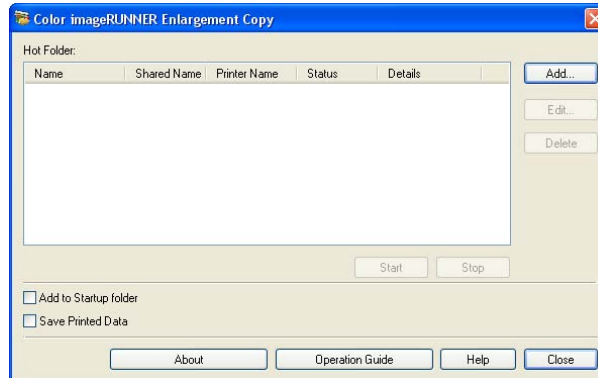 Color imageRUNNER Enlargement Copy
Hot Folder:
Name Shared Name Printer Name Status Details
Add...
Edit...
Delete
Start Stop
Add to Startup folder
Save Printed Data
About Operation Guide Help Close